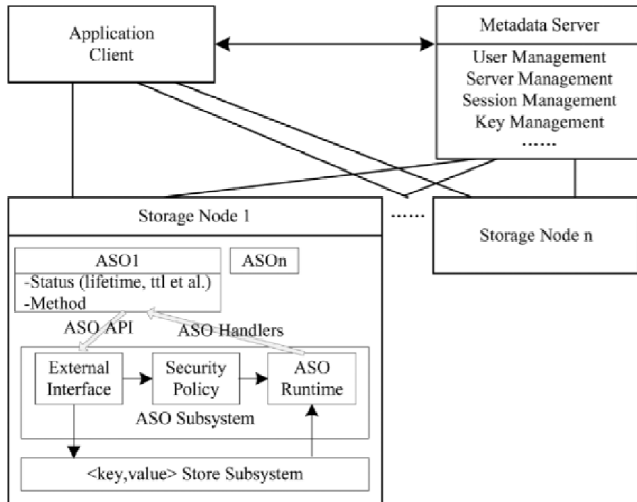 Application
Client
Metadata Server
User Management
Server Management
Session Management
Key Management
......
Storage Node 1
......
Storage Node n
ASO1
ASOn
-Status (lifetime, ttl et al.)
-Method
ASO API
ASO Handlers
External
Interface
Security
Policy
ASO
Runtime
ASO Subsystem
<key,value> Store Subsystem